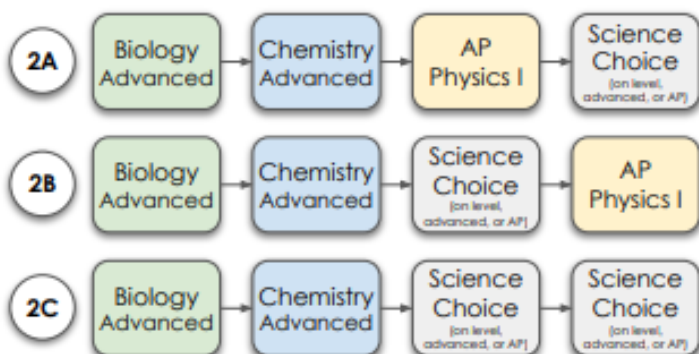 2A
Biology
Advanced
Chemistry
Advanced
AP
Physics I
Science
Choice
(on level,
advanced, or AP)
2B
Biology
Advanced
Chemistry
Advanced
Science
Choice
(on level,
advanced, or AP)
AP
Physics I
2C
Biology
Advanced
Chemistry
Advanced
Science
Choice
(on level,
advanced, or AP)
Science
Choice
(on level,
advanced, or AP)